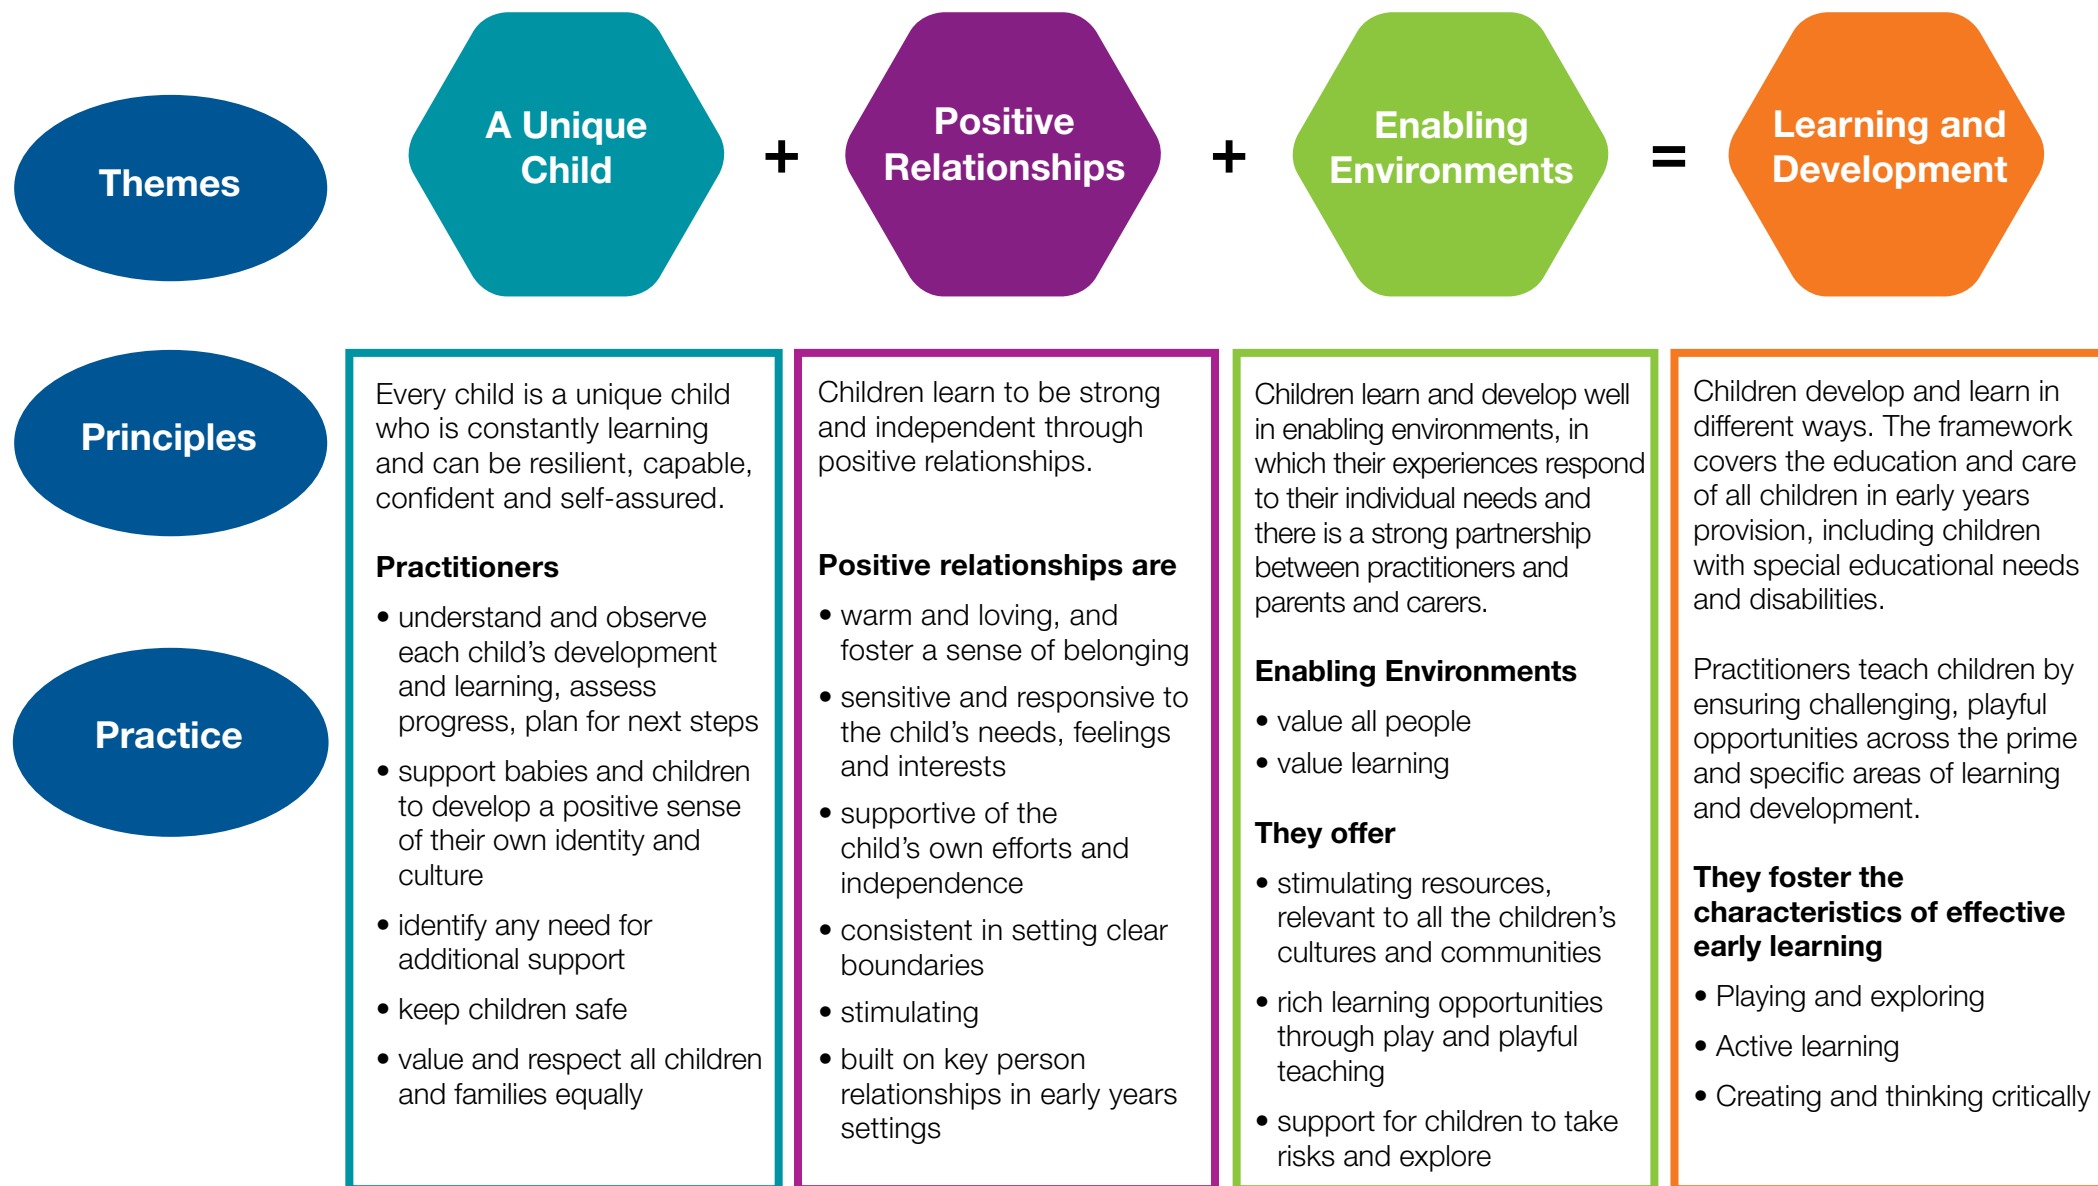 Themes
A Unique
Child
+
Positive
Relationships
+
Enabling
Environments
=
Learning and
Development
Principles
Practice
Every child is a unique child
who is constantly learning
and can be resilient, capable,
confident and self-assured.
Practitioners
• understand and observe
each child’s development
and learning, assess
progress, plan for next steps
• support babies and children
to develop a positive sense
of their own identity and
culture
• identify any need for
additional support
• keep children safe
• value and respect all children
and families equally
Children learn to be strong
and independent through
positive relationships.
Positive relationships are
• warm and loving, and
foster a sense of belonging
• sensitive and responsive to
the child’s needs, feelings
and interests
• supportive of the
child’s own efforts and
independence
• consistent in setting clear
boundaries
• stimulating
• built on key person
relationships in early years
settings
Children learn and develop well
in enabling environments, in
which their experiences respond
to their individual needs and
there is a strong partnership
between practitioners and
parents and carers.
Enabling Environments
• value all people
• value learning
They offer
• stimulating resources,
relevant to all the children’s
cultures and communities
• rich learning opportunities
through play and playful
teaching
• support for children to take
risks and explore
Children develop and learn in
different ways. The framework
covers the education and care
of all children in early years
provision, including children
with special educational needs
and disabilities.
Practitioners teach children by
ensuring challenging, playful
opportunities across the prime
and specific areas of learning
and development.
They foster the
characteristics of effective
early learning
• Playing and exploring
• Active learning
• Creating and thinking critically